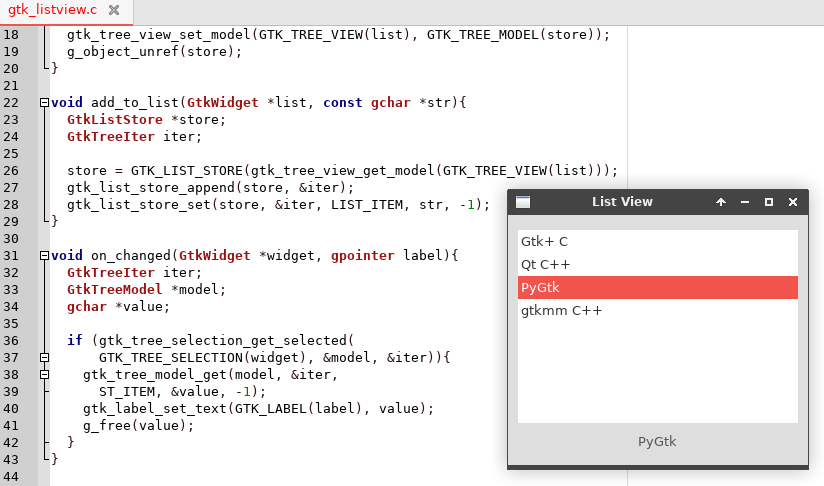 gtk_listview.c
18 gtk_tree_view_set_model(GTK_TREE_VIEW(list), GTK_TREE_MODEL(store));
19 g_object_unref(store);
20 }
21
22 void add_to_list(GtkWidget *list, const gchar *str){
23 GtkListStore *store;
24 GtkTreeIter iter;
25
26 store = GTK_LIST_STORE(gtk_tree_view_get_model(GTK_TREE_VIEW(list)));
27 gtk_list_store_append(store, &iter);
28 gtk_list_store_set(store, &iter, LIST_ITEM, str, -1);
29 }
30
31 void on_changed(GtkWidget *widget, gpointer label){
32 GtkTreeIter iter;
33 GtkTreeModel *model;
34 gchar *value;
35
36 if (gtk_tree_selection_get_selected(
37 GTK_TREE_SELECTION(widget), &model, &iter)){
38 gtk_tree_model_get(model, &iter,
39 ST_ITEM, &value, -1);
40 gtk_label_set_text(GTK_LABEL(label), value);
41 g_free(value);
42 }
43 }
44
List View
Gtk+ C
Qt C++
PyGtk
gtkmm C++
PyGtk